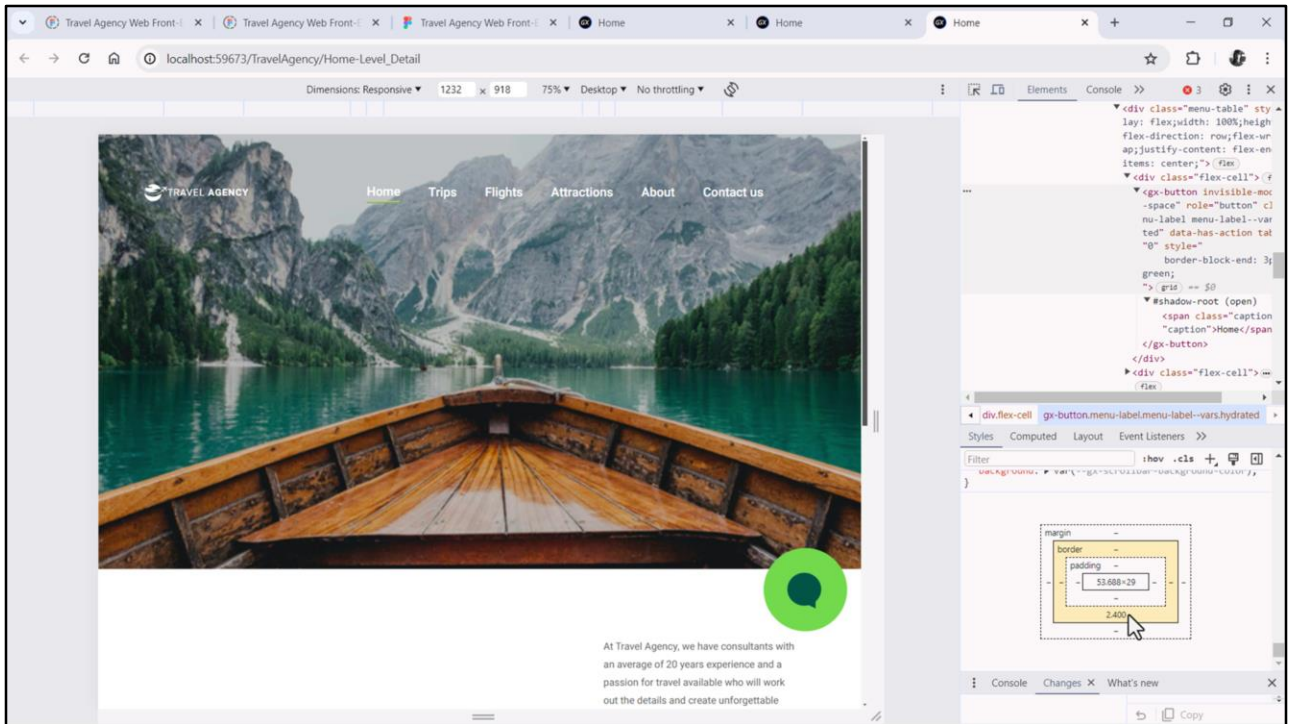 Travel Agency Web Front-
Travel Agency Web Front-E
Travel Agency Web Front-E
Home
Home
Home
localhost:59673/TravelAgency/Home-Level_Detail
Dimensions: Responsive 1232 x 918 75% Desktop No throttling
Elements Console 3
TRAVEL AGENCY
Home Trips Flights Attractions About Contact us
At Travel Agency, we have consultants with
an average of 20 years experience and a
passion for travel available who will work
out the details and create unforgettable
<div class="menu-table" sty
lay: flex;width: 100%;heigh
flex-direction: row;flex-wr
ap;justify-content: flex-en
items: center;"> flex
<div class="flex-cell">
<gx-button invisible-mod
-space" role="button" cl
nu-label menu-label--var
ted" data-has-action tab
"0" style="
border-block-end: 3p
green;
"> grid == $0
#shadow-root (open)
<span class="caption
"caption">Home</span
</gx-button>
</div>
<div class="flex-cell">
flex
div.flex-cell gx-button.menu-label.menu-label--vars.hydrated
Styles Computed Layout Event Listeners
Filter :hov .cls
background: var(--gx-scrollbar-background-color);
}
margin -
border -
padding -
- - - 53.688×29 - - -
-
2.400
-
Console Changes What's new
Copy